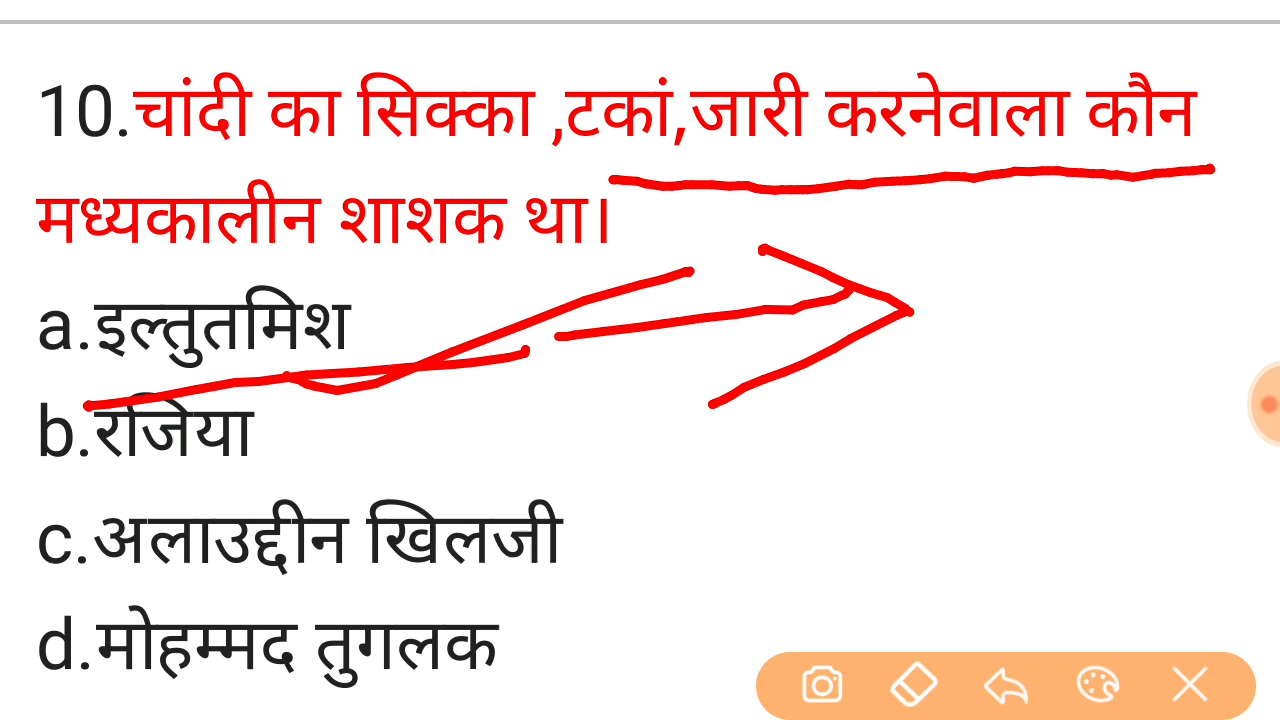 10.चांदी का सिक्का ,टकां,जारी करनेवाला कौन
मध्यकालीन शाशक था।
a.इल्तुतमिश
b.रजिया
c.अलाउद्दीन खिलजी
d.मोहम्मद तुगलक